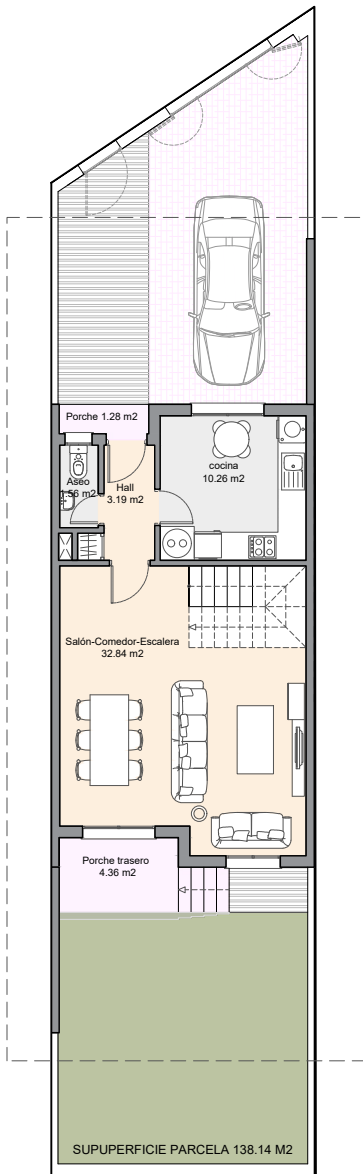 Porche 1.28 m2
Aseo
1.56 m2
Hall
3.19 m2
cocina
10.26 m2
Salón-Comedor-Escalera
32.84 m2
Porche trasero
4.36 m2
SUPUPERFICIE PARCELA 138.14 M2